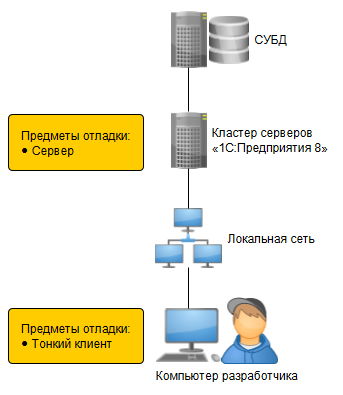 СУБД
Предметы отладки:
● Сервер
Кластер серверов
«1С:Предприятия 8»
Локальная сеть
Предметы отладки:
● Тонкий клиент
Компьютер разработчика